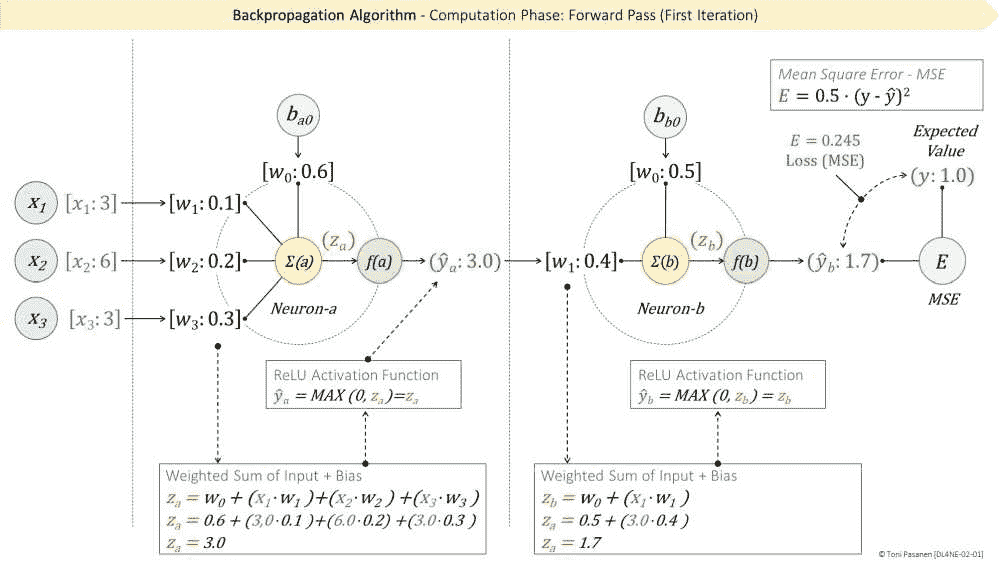 Backpropagation Algorithm - Computation Phase: Forward Pass (First Iteration)
Mean Square Error - MSE
E = 0.5 · (y - ŷ)²
b_a0
b_b0
E = 0.245
Loss (MSE)
Expected
Value
[w₀: 0.6]
[w₀: 0.5]
(y: 1.0)
x₁ [x₁: 3] [w₁: 0.1]
x₂ [x₂: 6] [w₂: 0.2] Σ(a) (z_a) f(a) (ŷ_a: 3.0) [w₁: 0.4] Σ(b) (z_b) f(b) (ŷ_b: 1.7) E
Neuron-a
Neuron-b
MSE
x₃ [x₃: 3] [w₃: 0.3]
ReLU Activation Function
ŷ_a = MAX (0, z_a)=z_a
ReLU Activation Function
ŷ_b = MAX (0, z_b) = z_b
Weighted Sum of Input + Bias
z_a = w₀ + (x₁·w₁)+(x₂·w₂) +(x₃·w₃)
z_a = 0.6 + (3,0·0.1)+(6.0·0.2) +(3.0·0.3)
z_a = 3.0
Weighted Sum of Input + Bias
z_b = w₀ + (x₁·w₁)
z_a = 0.5 + (3.0·0.4)
z_a = 1.7
© Toni Pasanen [DL4NE-02-01]